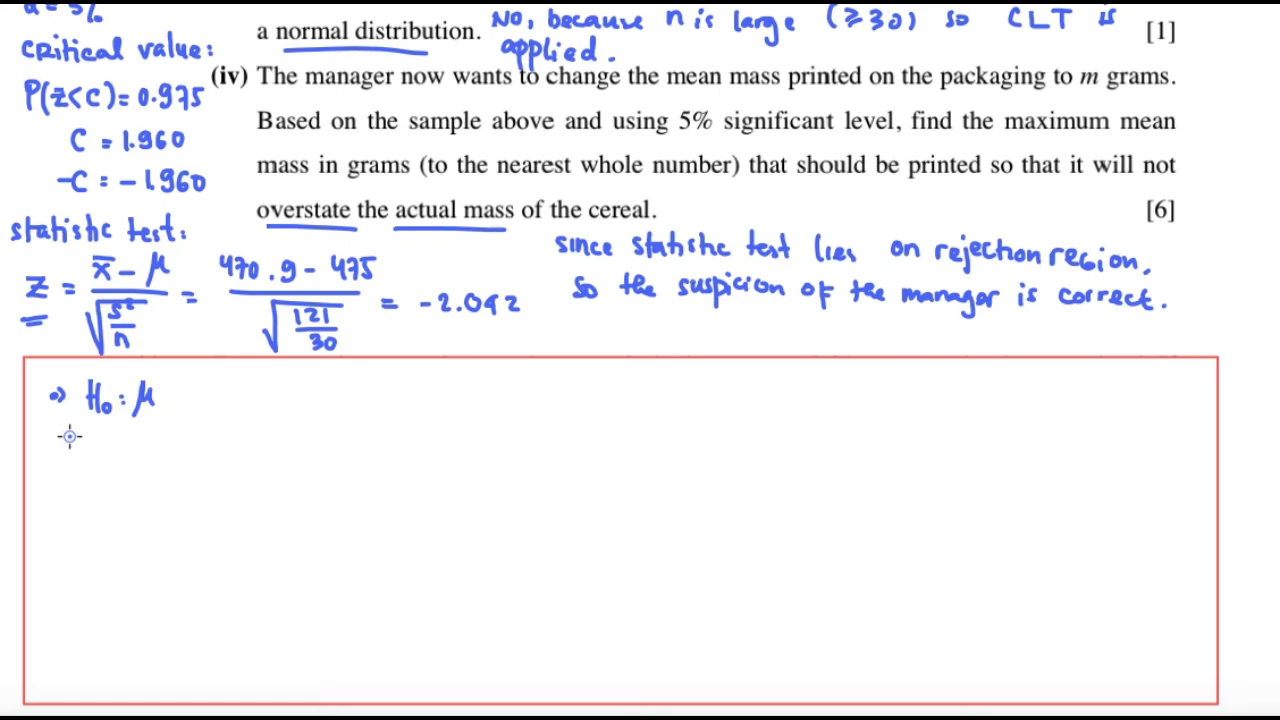 α = 5%
No, because n is large (≥30) so CLT is
a normal distribution.
[1]
applied.
critical value:
(iv) The manager now wants to change the mean mass printed on the packaging to m grams.
P(Z<C)=0.975
Based on the sample above and using 5% significant level, find the maximum mean
C = 1.960
mass in grams (to the nearest whole number) that should be printed so that it will not
-C = -1.960
overstate the actual mass of the cereal.
[6]
statistic test:
since statistic test lies on rejection region.
so the suspicion of the manager is correct.
Z = x̄ - μ / √(s²/n) = 470.9 - 475 / √(121/30) = -2.042
⇒ H₀ : μ